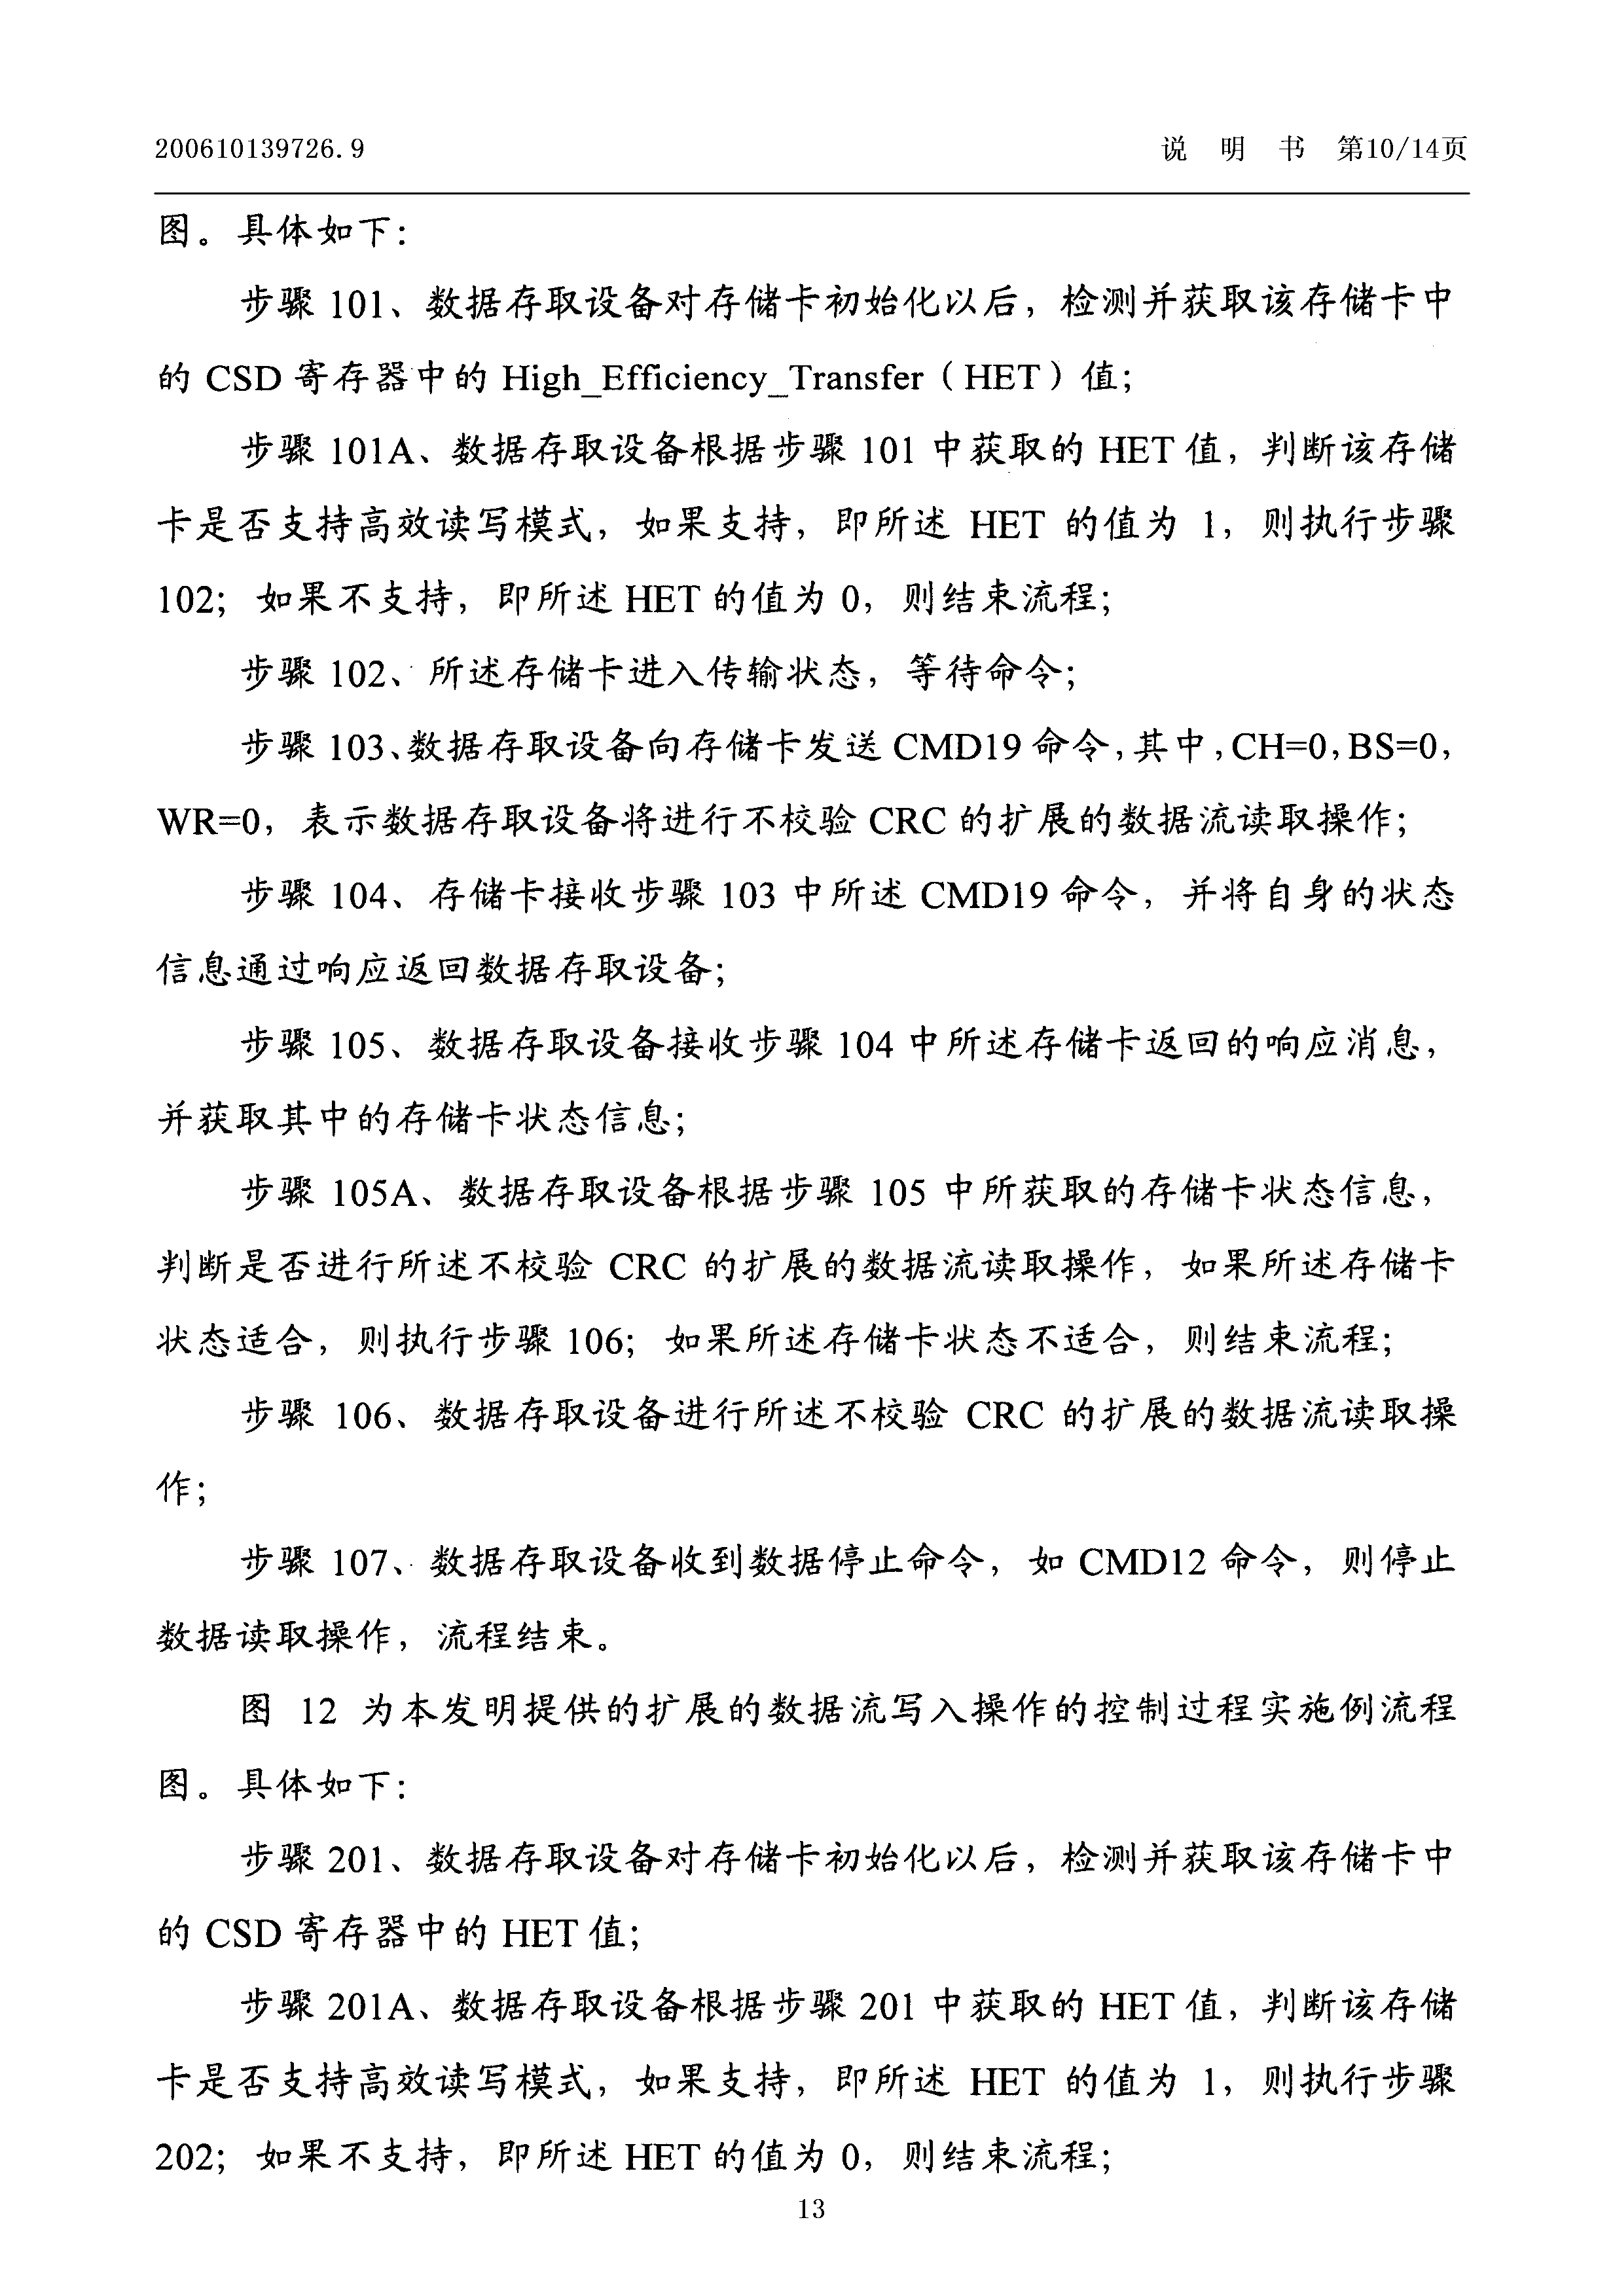 200610139726.9 说 明 书 第10/14页
图。具体如下：
步骤 101、数据存取设备对存储卡初始化以后，检测并获取该存储卡中
的 CSD 寄存器中的 High_Efficiency_Transfer（HET）值；
步骤 101A、数据存取设备根据步骤 101 中获取的 HET 值，判断该存储
卡是否支持高效读写模式，如果支持，即所述 HET 的值为 1，则执行步骤
102；如果不支持，即所述 HET 的值为 0，则结束流程；
步骤 102、所述存储卡进入传输状态，等待命令；
步骤 103、数据存取设备向存储卡发送 CMD19 命令，其中，CH=0，BS=0，
WR=0，表示数据存取设备将进行不校验 CRC 的扩展的数据流读取操作；
步骤 104、存储卡接收步骤 103 中所述 CMD19 命令，并将自身的状态
信息通过响应返回数据存取设备；
步骤 105、数据存取设备接收步骤 104 中所述存储卡返回的响应消息，
并获取其中的存储卡状态信息；
步骤 105A、数据存取设备根据步骤 105 中所获取的存储卡状态信息，
判断是否进行所述不校验 CRC 的扩展的数据流读取操作，如果所述存储卡
状态适合，则执行步骤 106；如果所述存储卡状态不适合，则结束流程；
步骤 106、数据存取设备进行所述不校验 CRC 的扩展的数据流读取操
作；
步骤 107、数据存取设备收到数据停止命令，如 CMD12 命令，则停止
数据读取操作，流程结束。
图 12 为本发明提供的扩展的数据流写入操作的控制过程实施例流程
图。具体如下：
步骤 201、数据存取设备对存储卡初始化以后，检测并获取该存储卡中
的 CSD 寄存器中的 HET 值；
步骤 201A、数据存取设备根据步骤 201 中获取的 HET 值，判断该存储
卡是否支持高效读写模式，如果支持，即所述 HET 的值为 1，则执行步骤
202；如果不支持，即所述 HET 的值为 0，则结束流程；
13